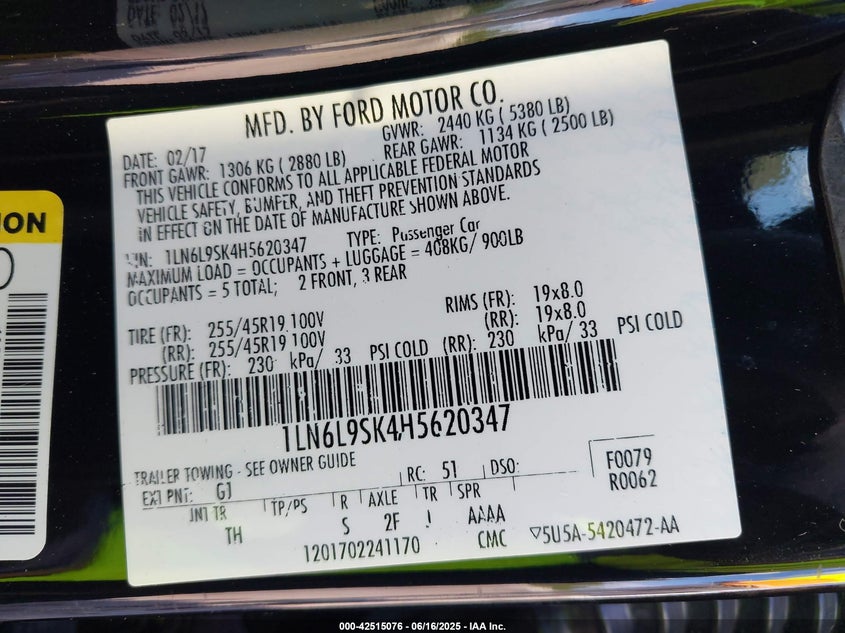 MFD. BY FORD MOTOR CO.
DATE: 02/17
GVWR: 2440 KG ( 5380 LB)
FRONT GAWR: 1306 KG ( 2880 LB)
REAR GAWR: 1134 KG ( 2500 LB)
THIS VEHICLE CONFORMS TO ALL APPLICABLE FEDERAL MOTOR
VEHICLE SAFETY, BUMPER, AND THEFT PREVENTION STANDARDS
IN EFFECT ON THE DATE OF MANUFACTURE SHOWN ABOVE.
VIN: 1LN6L9SK4H5620347 TYPE: Passenger Car
MAXIMUM LOAD = OCCUPANTS + LUGGAGE = 408KG/ 900LB
OCCUPANTS = 5 TOTAL; 2 FRONT, 3 REAR
TIRE (FR): 255/45R19 100V RIMS (FR): 19x8.0
(RR): 255/45R19 100V (RR): 19x8.0
PRESSURE (FR): 230 kPa/ 33 PSI COLD (RR): 230 kPa/ 33 PSI COLD
1LN6L9SK4H5620347
TRAILER TOWING - SEE OWNER GUIDE
EXT PNT: G1 RC: 51 DSO: F0079
R0062
INT TR TP/PS R AXLE TR SPR
TH S 2F J AAAA
1201702241170 CMC ▽5U5A-5420472-AA
ION
000-42515076 - 06/16/2025 - IAA Inc.